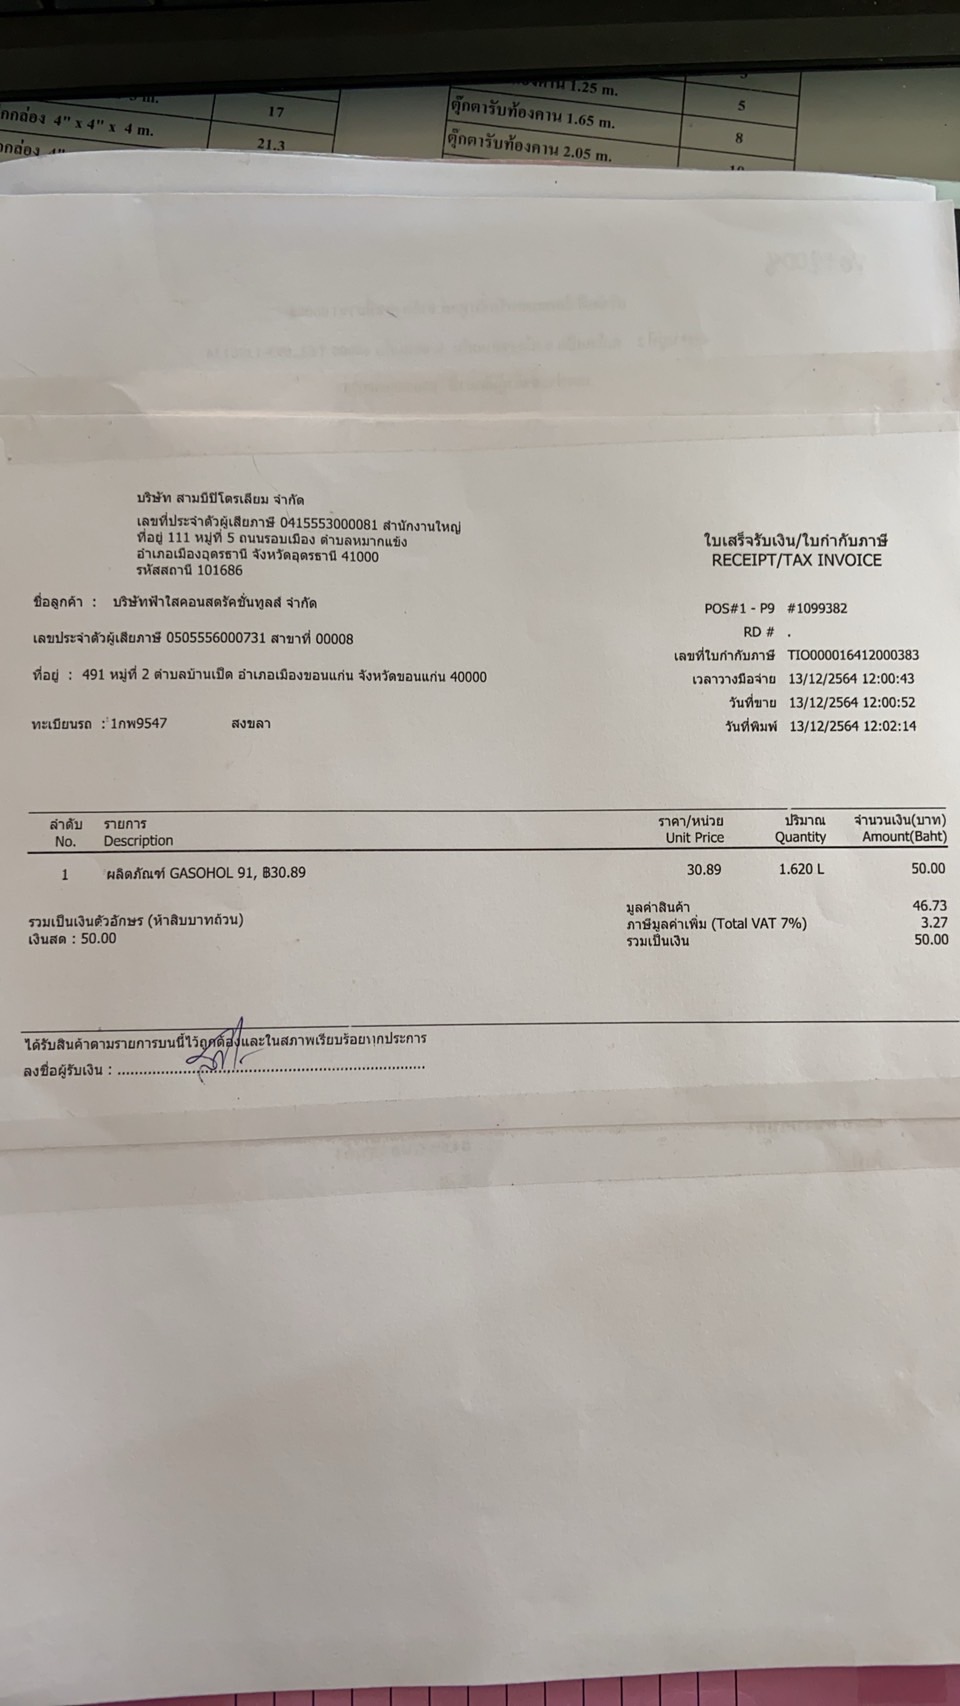 17
4" x 4" x 4 m.
21.3
1.25 m.
5
ตุ๊กตารับท้องคาน 1.65 m.
8
ตุ๊กตารับท้องคาน 2.05 m.
บริษัท สามบีปิโตรเลียม จำกัด
เลขที่ประจำตัวผู้เสียภาษี 0415553000081 สำนักงานใหญ่
ที่อยู่ 111 หมู่ที่ 5 ถนนรอบเมือง ตำบลหมากแข้ง
อำเภอเมืองอุดรธานี จังหวัดอุดรธานี 41000
รหัสสถานี 101686
ใบเสร็จรับเงิน/ใบกำกับภาษี
RECEIPT/TAX INVOICE
ชื่อลูกค้า : บริษัทฟ้าใสคอนสตรัคชั่นทูลส์ จำกัด
POS#1 - P9 #1099382
เลขประจำตัวผู้เสียภาษี 0505556000731 สาขาที่ 00008
RD # .
เลขที่ใบกำกับภาษี TIO000016412000383
ที่อยู่ : 491 หมู่ที่ 2 ตำบลบ้านเป็ด อำเภอเมืองขอนแก่น จังหวัดขอนแก่น 40000
เวลาวางมือจ่าย 13/12/2564 12:00:43
วันที่ขาย 13/12/2564 12:00:52
ทะเบียนรถ : 1กพ9547 สงขลา
วันที่พิมพ์ 13/12/2564 12:02:14
ลำดับ รายการ ราคา/หน่วย ปริมาณ จำนวนเงิน(บาท)
No. Description Unit Price Quantity Amount(Baht)
1 ผลิตภัณฑ์ GASOHOL 91, ฿30.89 30.89 1.620 L 50.00
มูลค่าสินค้า 46.73
รวมเป็นเงินตัวอักษร (ห้าสิบบาทถ้วน) ภาษีมูลค่าเพิ่ม (Total VAT 7%) 3.27
เงินสด : 50.00 รวมเป็นเงิน 50.00
ได้รับสินค้าตามรายการบนนี้ไว้ถูกต้องและในสภาพเรียบร้อยทุกประการ
ลงชื่อผู้รับเงิน :